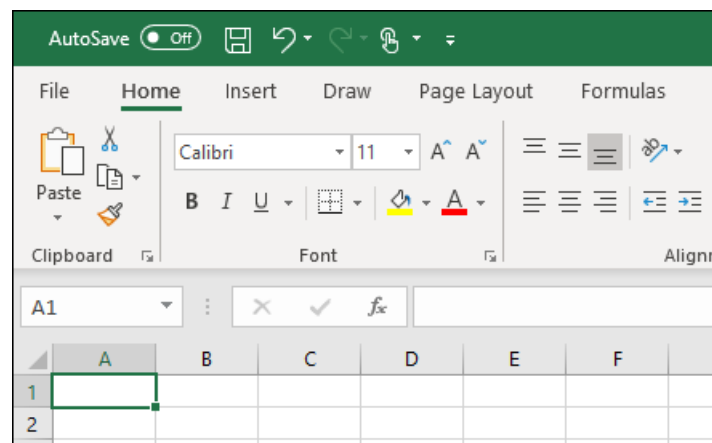 AutoSave Off
File Home Insert Draw Page Layout Formulas
Calibri 11 A A
Paste
B I U A
Clipboard Font
A1 fx
A B C D E F
1
2